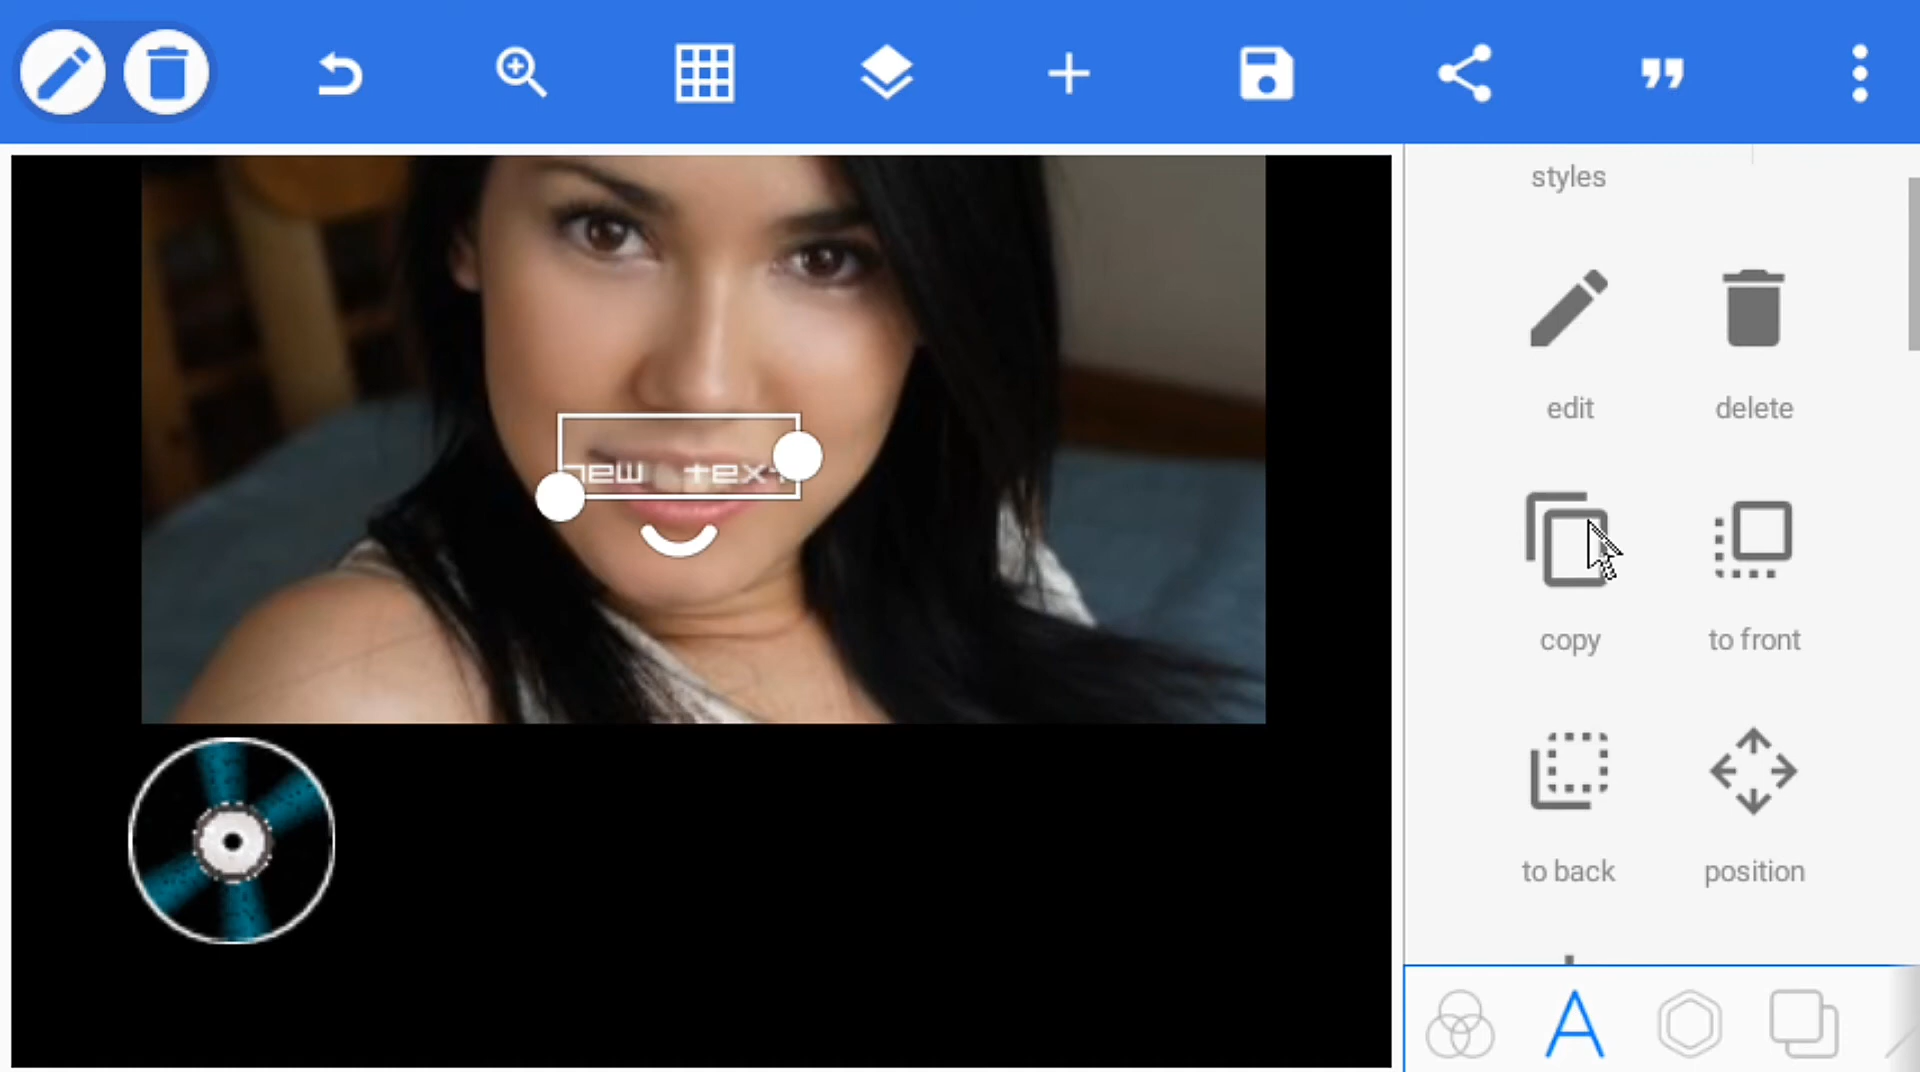 styles
edit
delete
copy
to front
to back
position
new text